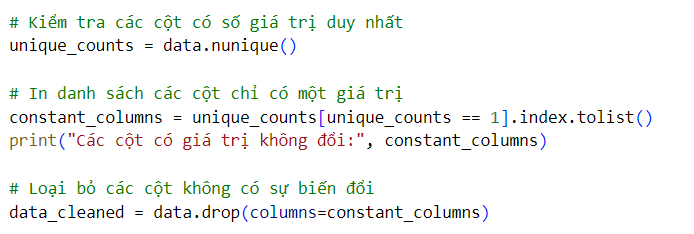 # Kiểm tra các cột có số giá trị duy nhất
unique_counts = data.nunique()
# In danh sách các cột chỉ có một giá trị
constant_columns = unique_counts[unique_counts == 1].index.tolist()
print("Các cột có giá trị không đổi:", constant_columns)
# Loại bỏ các cột không có sự biến đổi
data_cleaned = data.drop(columns=constant_columns)